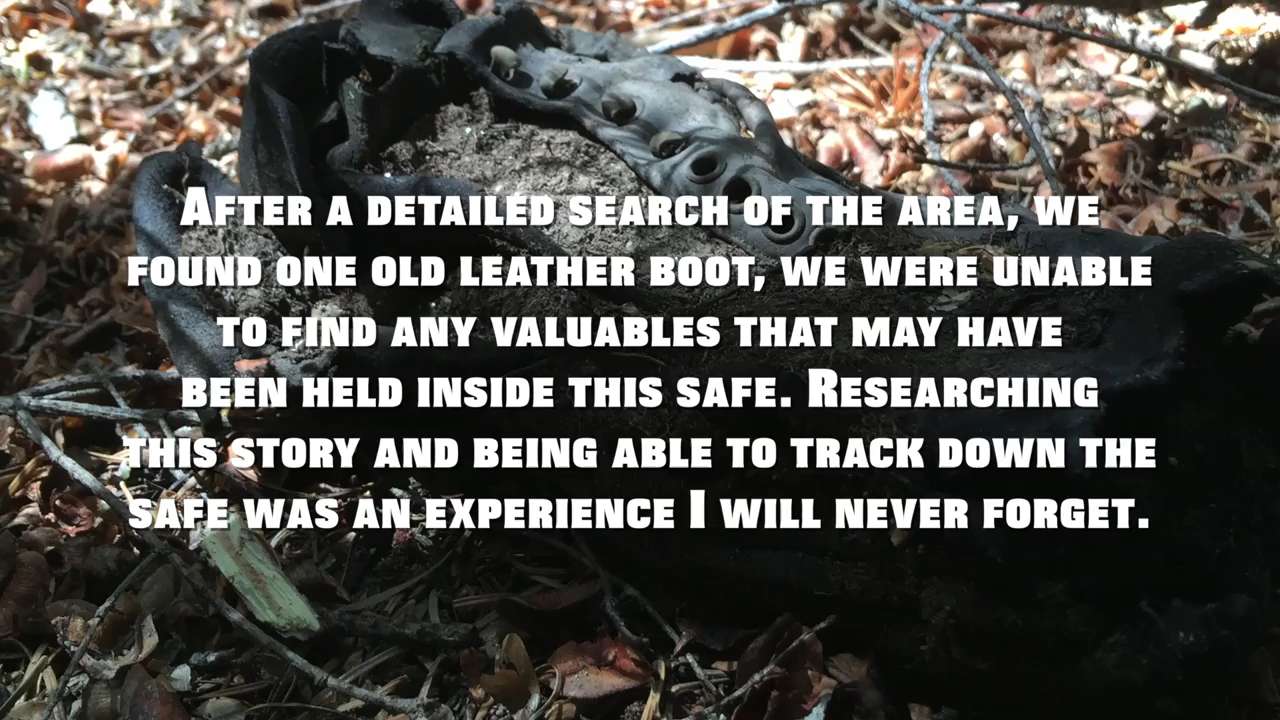 After a detailed search of the area, we
found one old leather boot, we were unable
to find any valuables that may have
been held inside this safe. Researching
this story and being able to track down the
safe was an experience I will never forget.